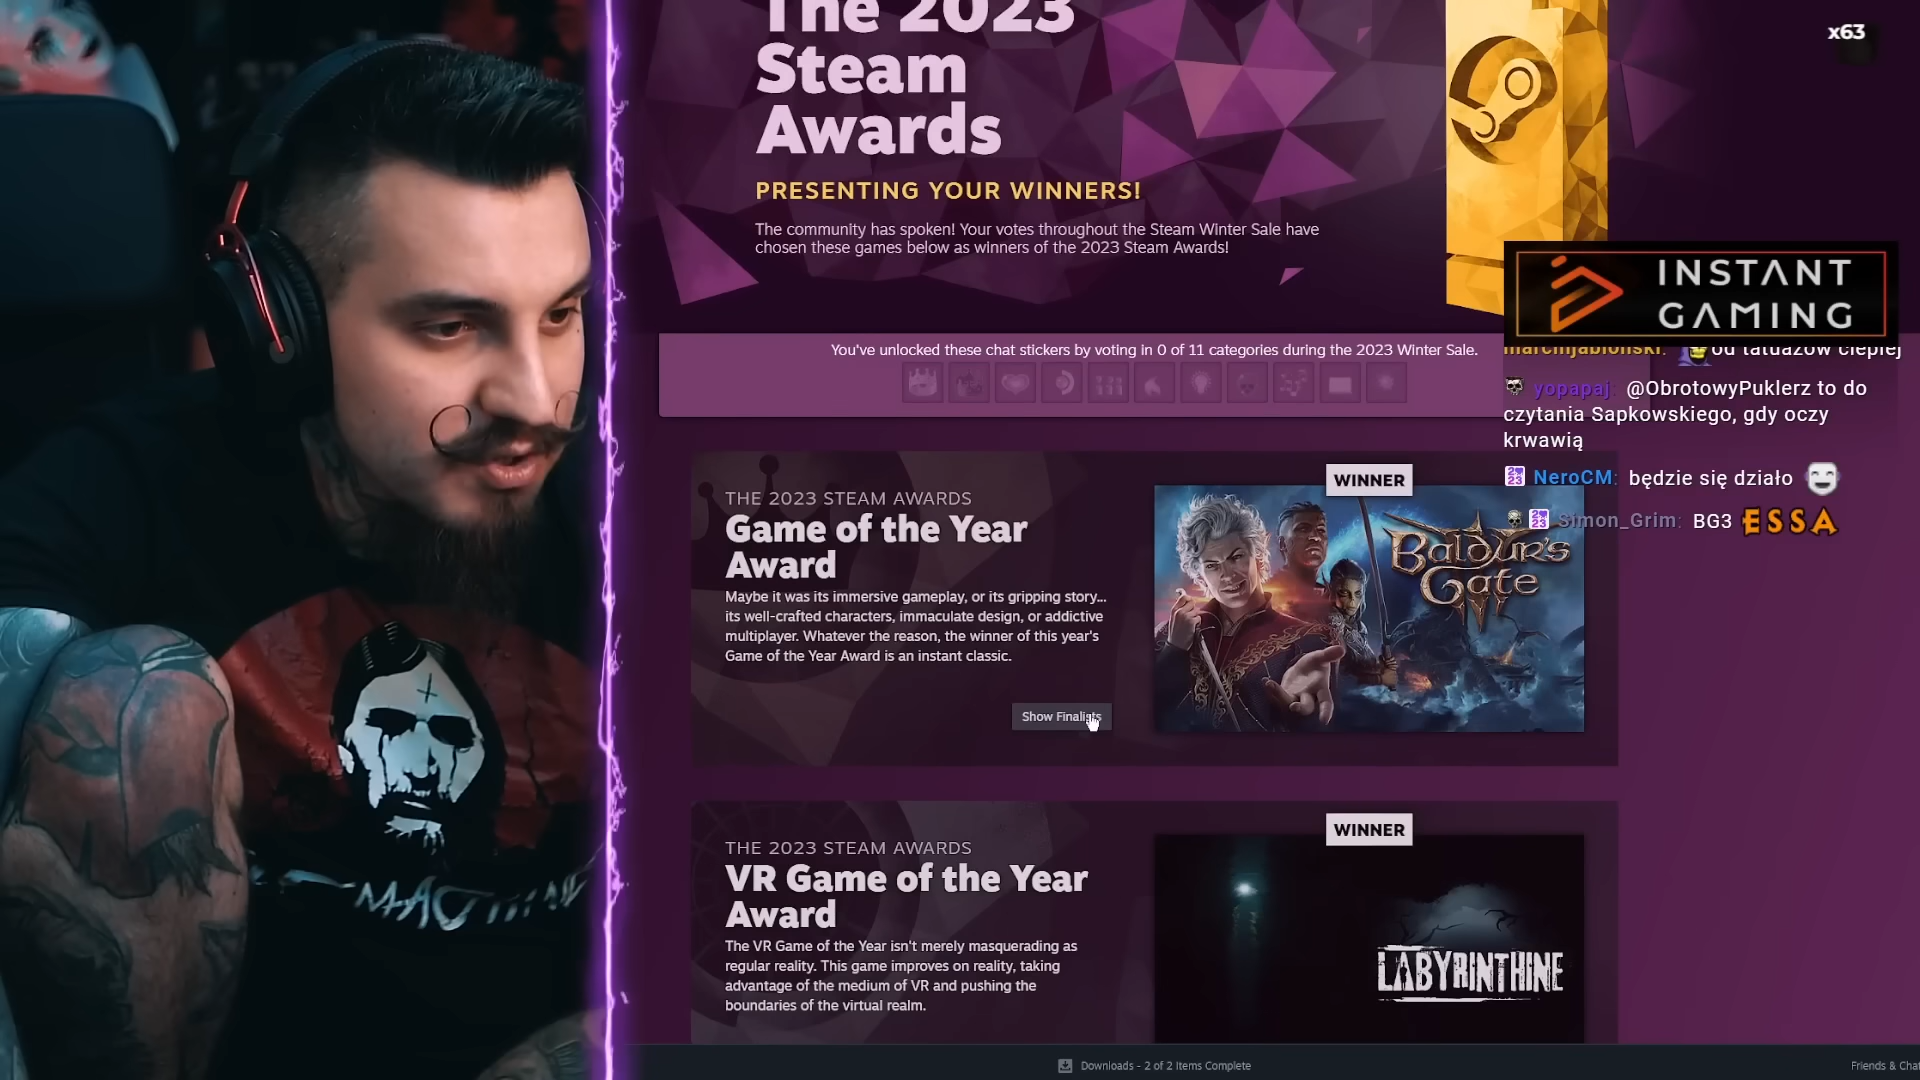 The 2023
Steam
Awards
PRESENTING YOUR WINNERS!
The community has spoken! Your votes throughout the Steam Winter Sale have
chosen these games below as winners of the 2023 Steam Awards!
x63
INSTANT
GAMING
You've unlocked these chat stickers by voting in 0 of 11 categories during the 2023 Winter Sale.
marcinjablonski: od tatuażów cieplej
yopapaj: @ObrotowyPuklerz to do
czytania Sapkowskiego, gdy oczy
krwawią
NeroCM: będzie się działo
Simon_Grim: BG3 ESSA
THE 2023 STEAM AWARDS
Game of the Year
Award
Maybe it was its immersive gameplay, or its gripping story...
its well-crafted characters, immaculate design, or addictive
multiplayer. Whatever the reason, the winner of this year's
Game of the Year Award is an instant classic.
Show Finalists
WINNER
Baldur's
Gate
III
THE 2023 STEAM AWARDS
VR Game of the Year
Award
The VR Game of the Year isn't merely masquerading as
regular reality. This game improves on reality, taking
advantage of the medium of VR and pushing the
boundaries of the virtual realm.
WINNER
LABYRINTHINE
Downloads - 2 of 2 Items Complete
Friends & Chat